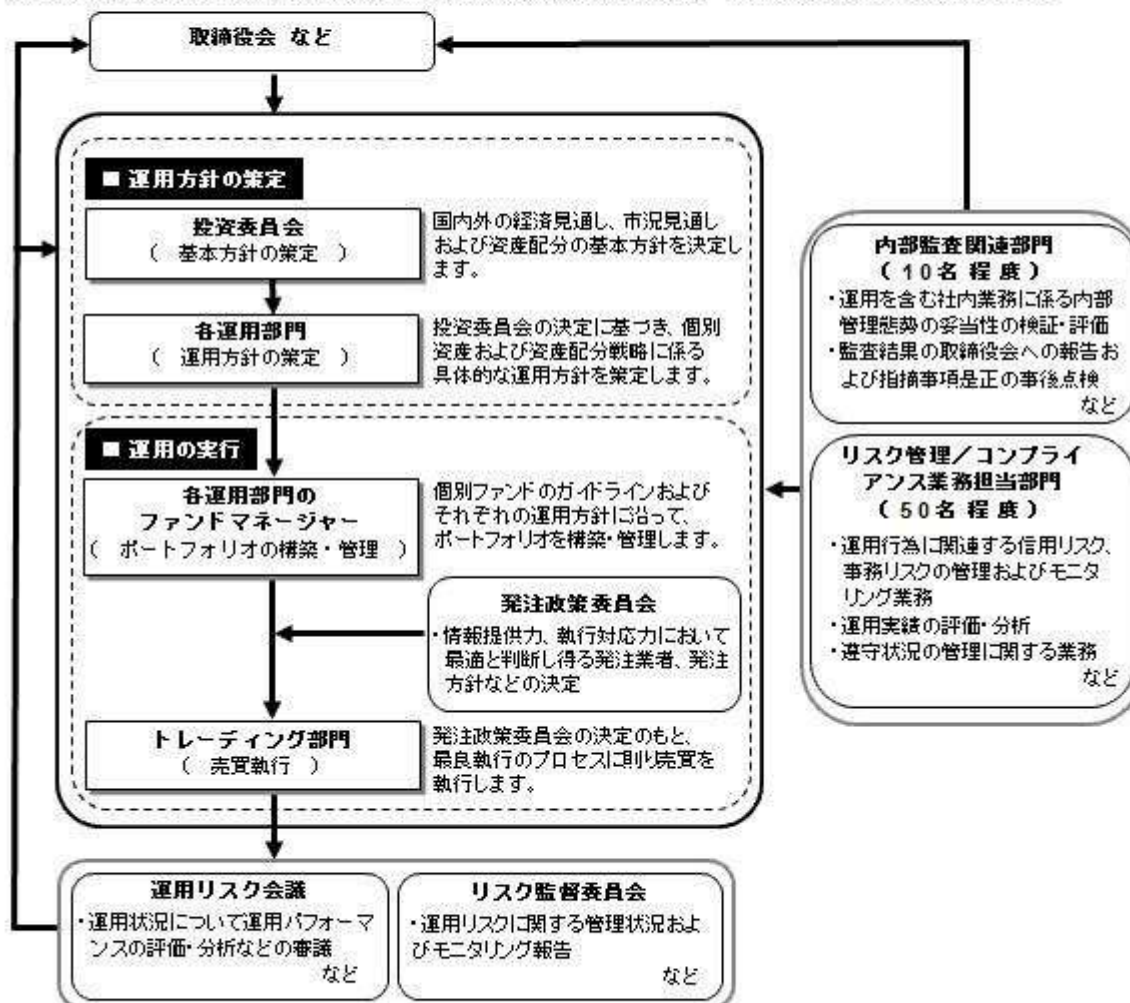 取締役会 など
■ 運用方針の策定
投資委員会
( 基本方針の策定 )
国内外の経済見通し、市況見通し
および資産配分の基本方針を決定し
ます。
各運用部門
( 運用方針の策定 )
投資委員会の決定に基づき、個別
資産および資産配分戦略に係る
具体的な運用方針を策定します。
■ 運用の実行
各運用部門の
ファンドマネージャー
( ポートフォリオの構築・管理 )
個別ファンドのガイドラインおよび
それぞれの運用方針に沿って、
ポートフォリオを構築・管理します。
発注政策委員会
・情報提供力、執行対応力において
最適と判断し得る発注業者、発注
方針などの決定
トレーディング部門
( 売買執行 )
発注政策委員会の決定のもと、
最良執行のプロセスに則り売買を
執行します。
運用リスク会議
・運用状況について運用パフォーマ
ンスの評価・分析などの審議
など
リスク監督委員会
・運用リスクに関する管理状況およ
びモニタリング報告
など
内部監査関連部門
(10名程度)
・運用を含む社内業務に係る内部
管理態勢の妥当性の検証・評価
・監査結果の取締役会への報告お
よび指摘事項是正の事後点検
など
リスク管理/コンプライ
アンス業務担当部門
(50名程度)
・運用行為に関連する信用リスク、
事務リスクの管理およびモニタ
リング業務
・運用実績の評価・分析
・遵守状況の管理に関する業務
など